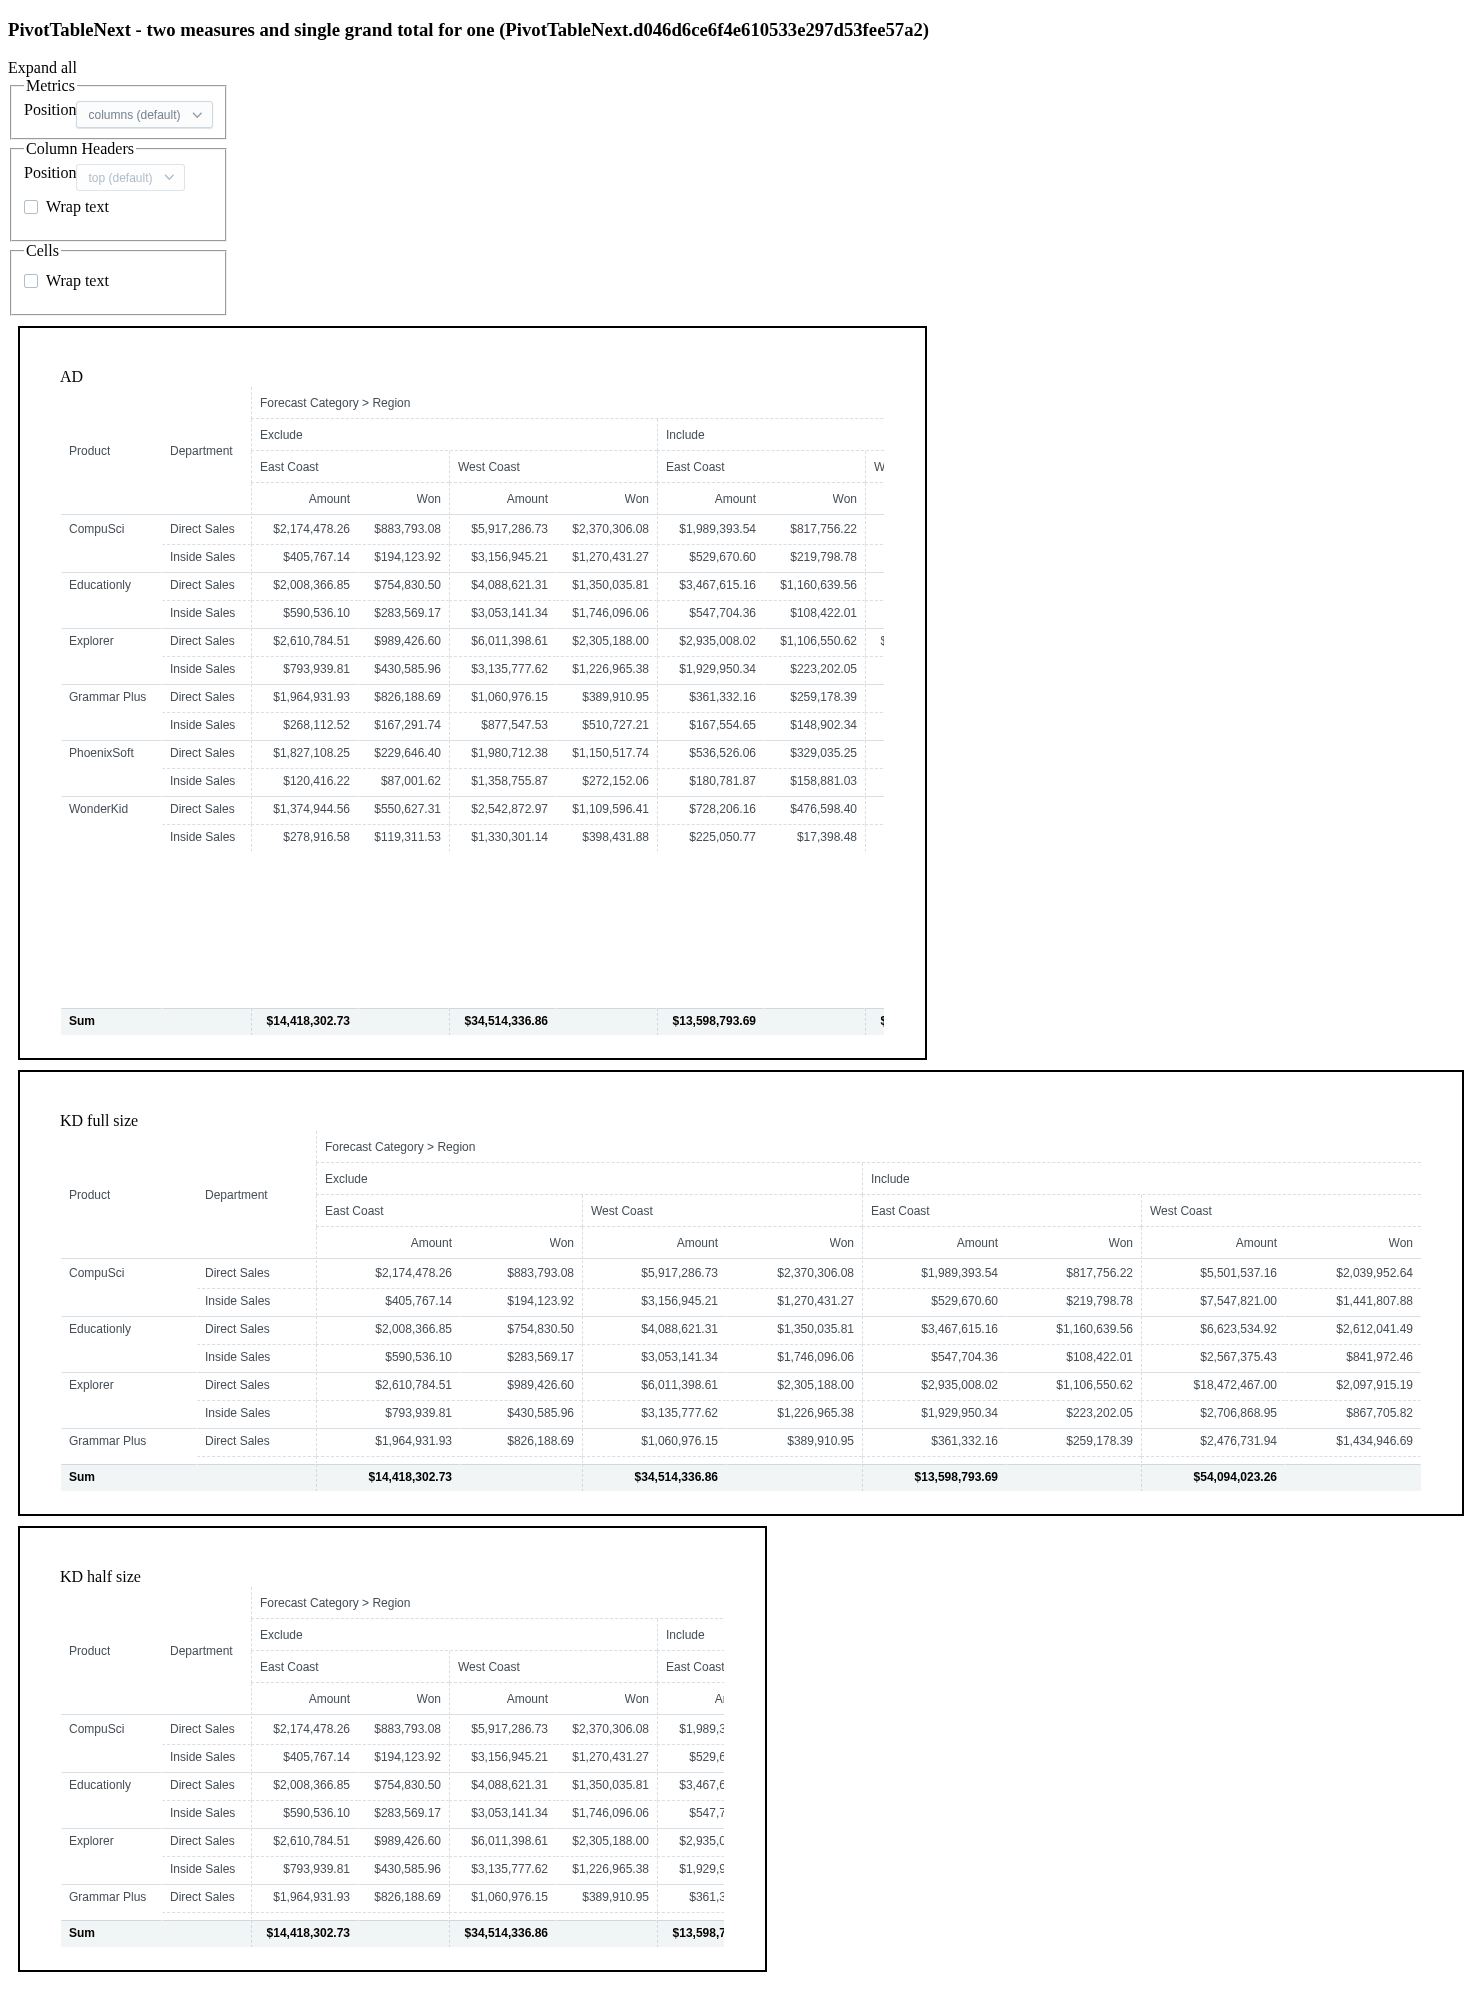 PivotTableNext - two measures and single grand total for one (PivotTableNext.d046d6ce6f4e610533e297d53fee57a2)
Expand all
Metrics
Position columns (default)
Column Headers
Position top (default)
Wrap text
Cells
Wrap text
AD
Forecast Category > Region
Exclude Include
Product Department
East Coast West Coast East Coast W
Amount Won Amount Won Amount Won
CompuSci Direct Sales $2,174,478.26 $883,793.08 $5,917,286.73 $2,370,306.08 $1,989,393.54 $817,756.22
Inside Sales $405,767.14 $194,123.92 $3,156,945.21 $1,270,431.27 $529,670.60 $219,798.78
Educationly Direct Sales $2,008,366.85 $754,830.50 $4,088,621.31 $1,350,035.81 $3,467,615.16 $1,160,639.56
Inside Sales $590,536.10 $283,569.17 $3,053,141.34 $1,746,096.06 $547,704.36 $108,422.01
Explorer Direct Sales $2,610,784.51 $989,426.60 $6,011,398.61 $2,305,188.00 $2,935,008.02 $1,106,550.62 $
Inside Sales $793,939.81 $430,585.96 $3,135,777.62 $1,226,965.38 $1,929,950.34 $223,202.05
Grammar Plus Direct Sales $1,964,931.93 $826,188.69 $1,060,976.15 $389,910.95 $361,332.16 $259,178.39
Inside Sales $268,112.52 $167,291.74 $877,547.53 $510,727.21 $167,554.65 $148,902.34
PhoenixSoft Direct Sales $1,827,108.25 $229,646.40 $1,980,712.38 $1,150,517.74 $536,526.06 $329,035.25
Inside Sales $120,416.22 $87,001.62 $1,358,755.87 $272,152.06 $180,781.87 $158,881.03
WonderKid Direct Sales $1,374,944.56 $550,627.31 $2,542,872.97 $1,109,596.41 $728,206.16 $476,598.40
Inside Sales $278,916.58 $119,311.53 $1,330,301.14 $398,431.88 $225,050.77 $17,398.48
Sum $14,418,302.73 $34,514,336.86 $13,598,793.69 $
KD full size
Forecast Category > Region
Exclude Include
Product Department
East Coast West Coast East Coast West Coast
Amount Won Amount Won Amount Won Amount Won
CompuSci Direct Sales $2,174,478.26 $883,793.08 $5,917,286.73 $2,370,306.08 $1,989,393.54 $817,756.22 $5,501,537.16 $2,039,952.64
Inside Sales $405,767.14 $194,123.92 $3,156,945.21 $1,270,431.27 $529,670.60 $219,798.78 $7,547,821.00 $1,441,807.88
Educationly Direct Sales $2,008,366.85 $754,830.50 $4,088,621.31 $1,350,035.81 $3,467,615.16 $1,160,639.56 $6,623,534.92 $2,612,041.49
Inside Sales $590,536.10 $283,569.17 $3,053,141.34 $1,746,096.06 $547,704.36 $108,422.01 $2,567,375.43 $841,972.46
Explorer Direct Sales $2,610,784.51 $989,426.60 $6,011,398.61 $2,305,188.00 $2,935,008.02 $1,106,550.62 $18,472,467.00 $2,097,915.19
Inside Sales $793,939.81 $430,585.96 $3,135,777.62 $1,226,965.38 $1,929,950.34 $223,202.05 $2,706,868.95 $867,705.82
Grammar Plus Direct Sales $1,964,931.93 $826,188.69 $1,060,976.15 $389,910.95 $361,332.16 $259,178.39 $2,476,731.94 $1,434,946.69
Sum $14,418,302.73 $34,514,336.86 $13,598,793.69 $54,094,023.26
KD half size
Forecast Category > Region
Exclude Include
Product Department
East Coast West Coast East Coast
Amount Won Amount Won A
CompuSci Direct Sales $2,174,478.26 $883,793.08 $5,917,286.73 $2,370,306.08 $1,989,3
Inside Sales $405,767.14 $194,123.92 $3,156,945.21 $1,270,431.27 $529,6
Educationly Direct Sales $2,008,366.85 $754,830.50 $4,088,621.31 $1,350,035.81 $3,467,6
Inside Sales $590,536.10 $283,569.17 $3,053,141.34 $1,746,096.06 $547,7
Explorer Direct Sales $2,610,784.51 $989,426.60 $6,011,398.61 $2,305,188.00 $2,935,0
Inside Sales $793,939.81 $430,585.96 $3,135,777.62 $1,226,965.38 $1,929,9
Grammar Plus Direct Sales $1,964,931.93 $826,188.69 $1,060,976.15 $389,910.95 $361,3
Sum $14,418,302.73 $34,514,336.86 $13,598,7